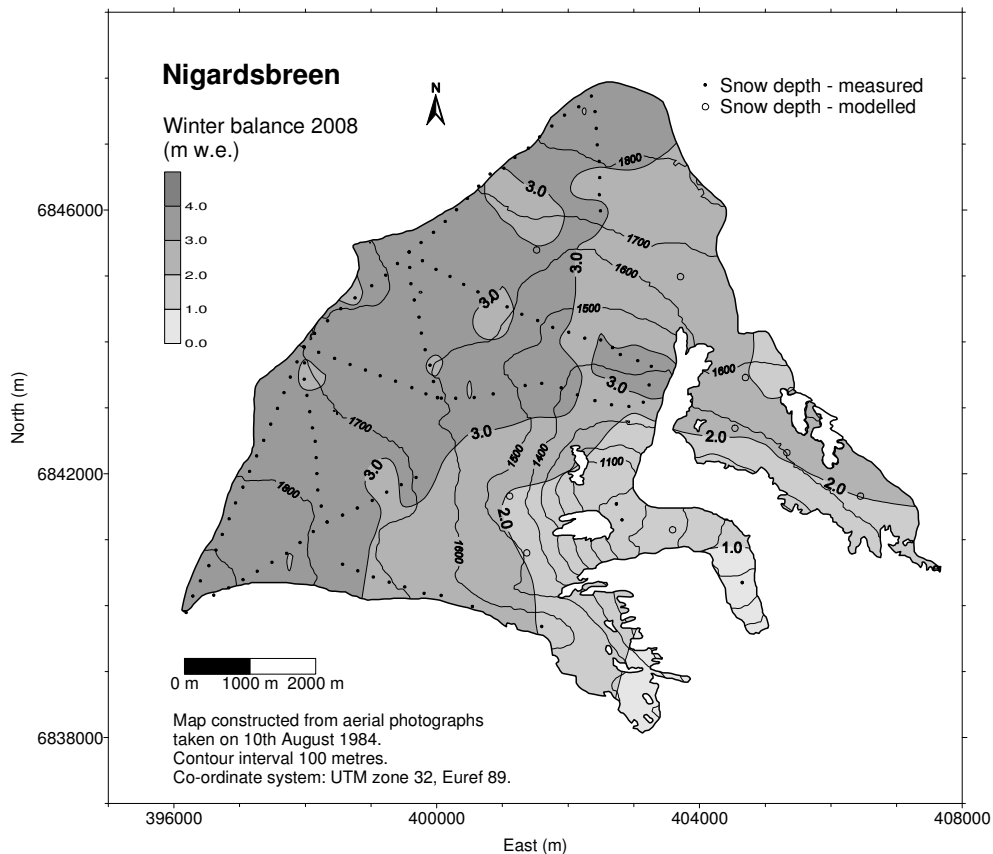 Nigardsbreen
Winter balance 2008
(m w.e.)
4.0
3.0
2.0
1.0
0.0
N
Snow depth - measured
Snow depth - modelled
1800
3.0
1700
3.0
1600
3.0
1500
1600
3.0
1700
3.0
1500
1400
2.0
3.0
1100
2.0
1800
2.0
1600
1.0
0 m 1000 m 2000 m
Map constructed from aerial photographs
taken on 10th August 1984.
Contour interval 100 metres.
Co-ordinate system: UTM zone 32, Euref 89.
North (m)
6846000
6842000
6838000
396000 400000 404000 408000
East (m)